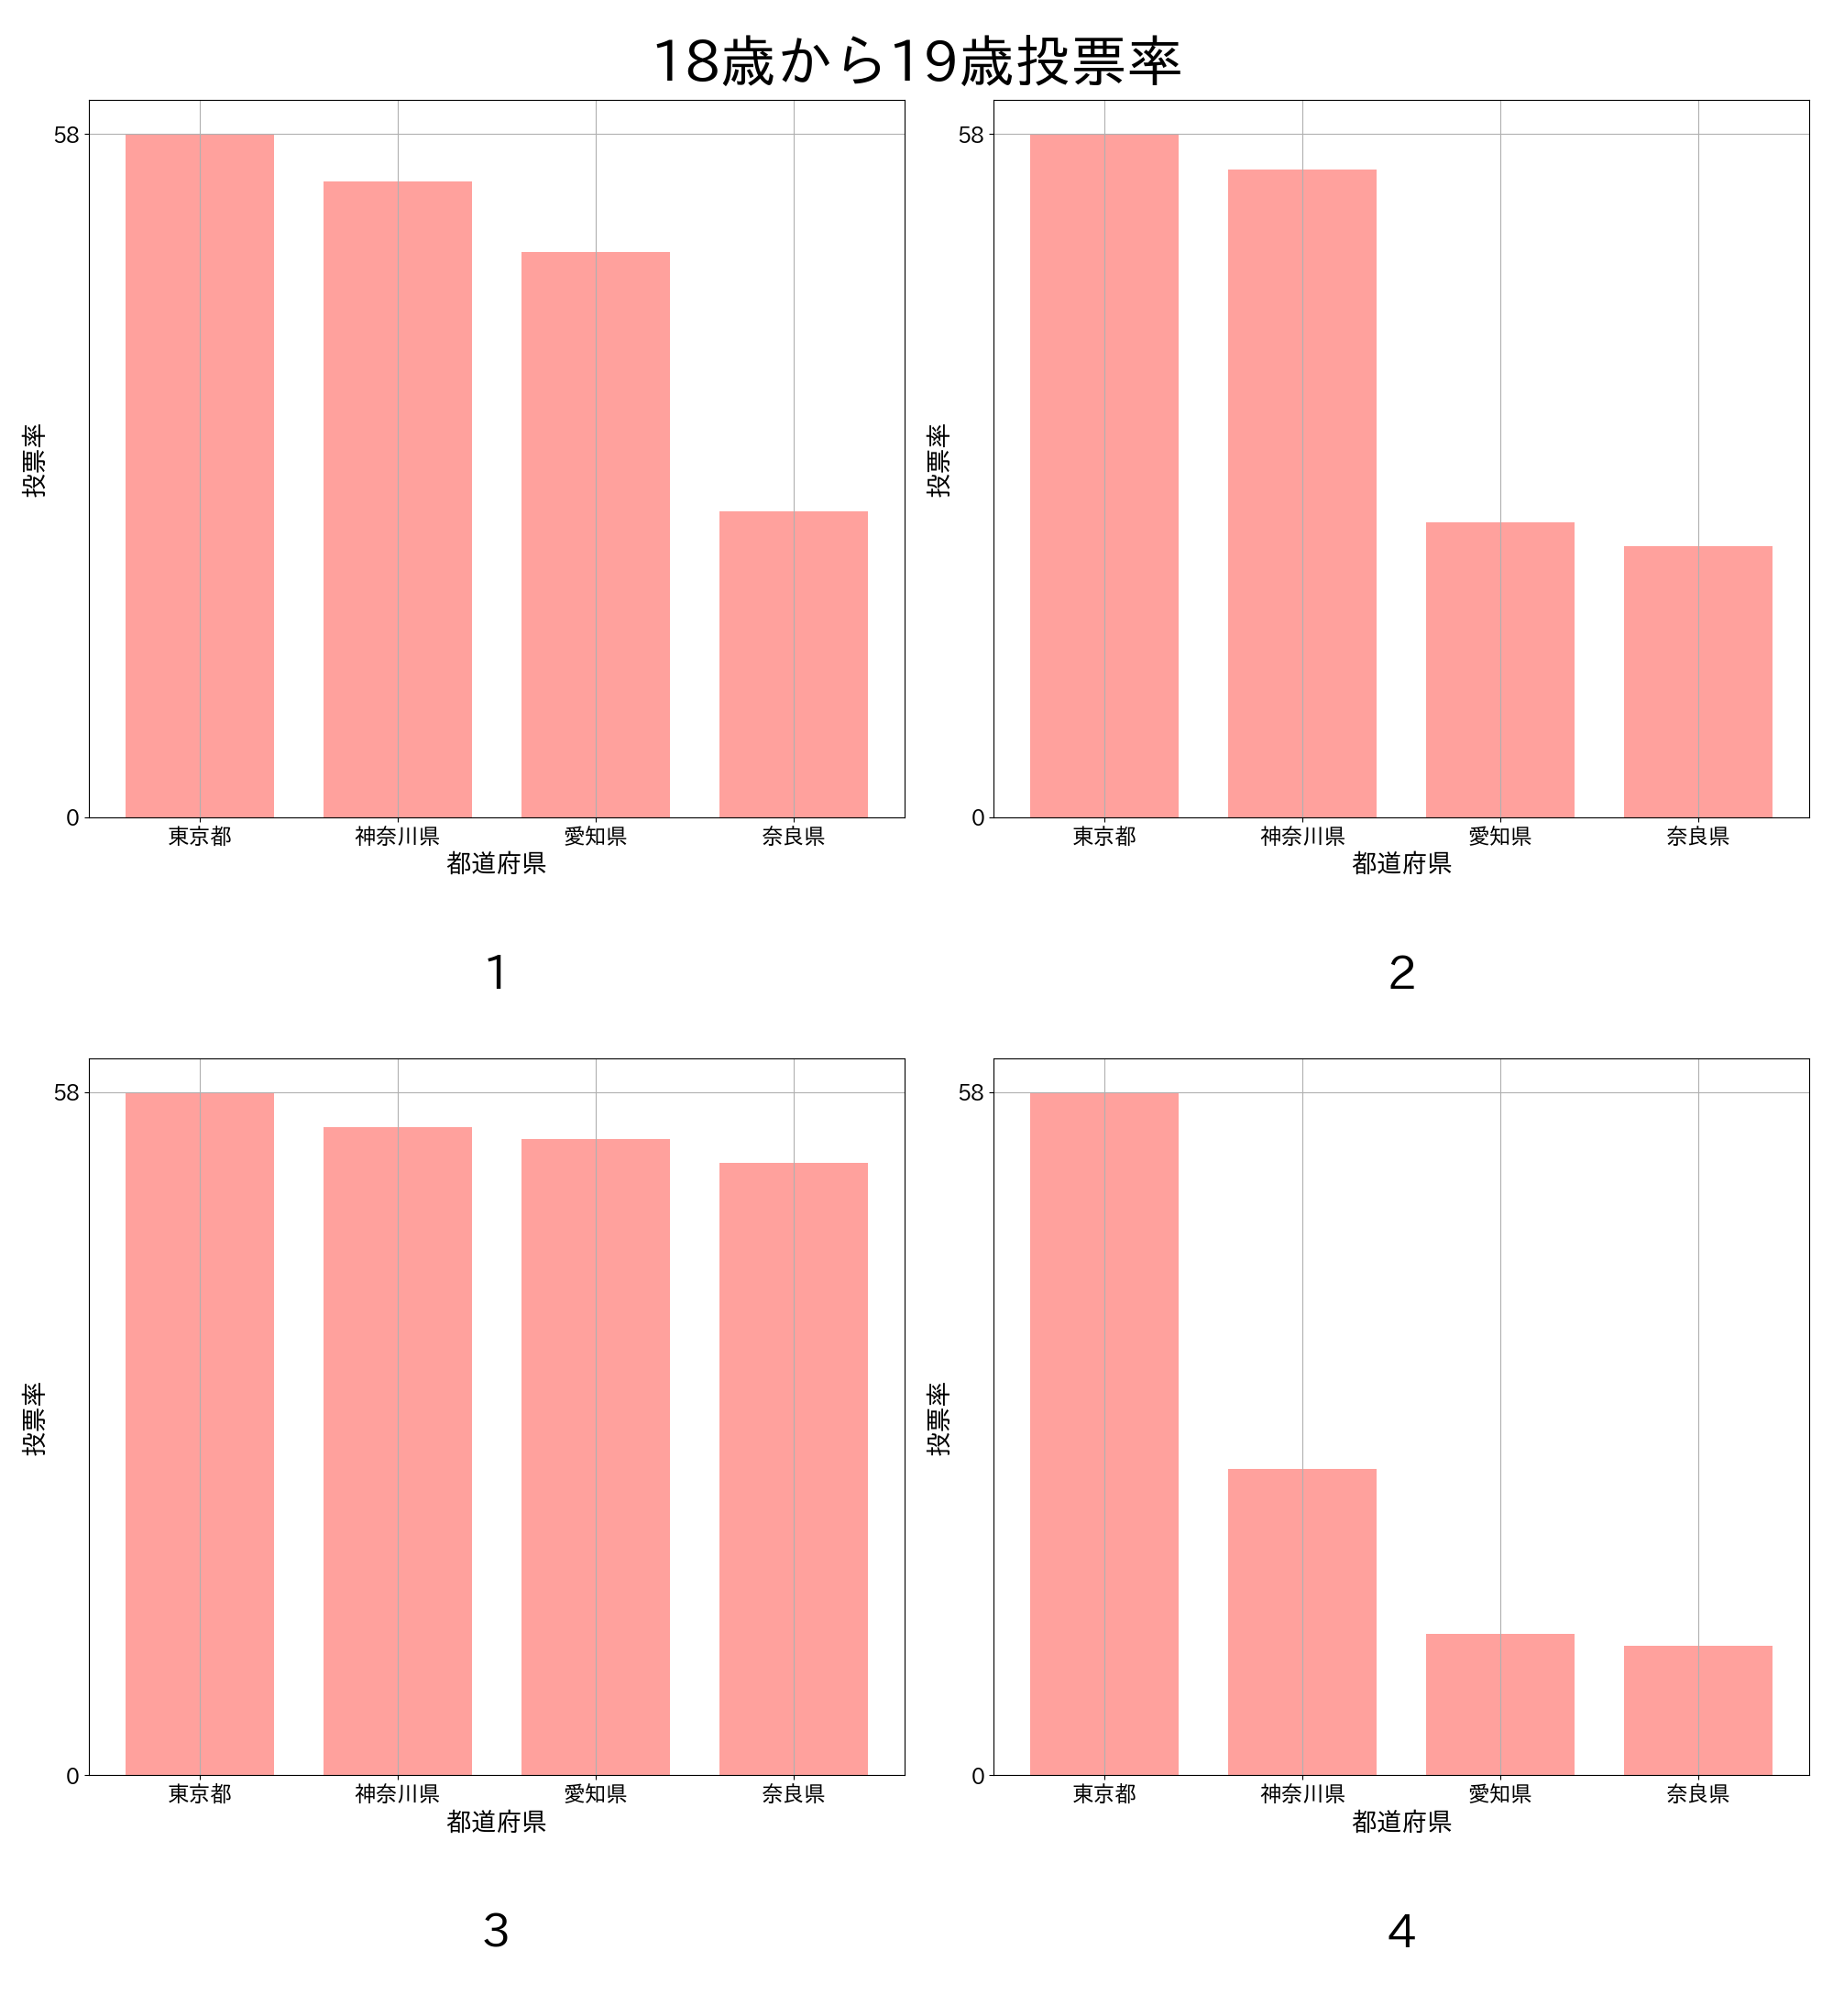 18歳から19歳投票率
58
0
投票率
東京都 神奈川県 愛知県 奈良県
都道府県
1
58
0
投票率
東京都 神奈川県 愛知県 奈良県
都道府県
2
58
0
投票率
東京都 神奈川県 愛知県 奈良県
都道府県
3
58
0
投票率
東京都 神奈川県 愛知県 奈良県
都道府県
4